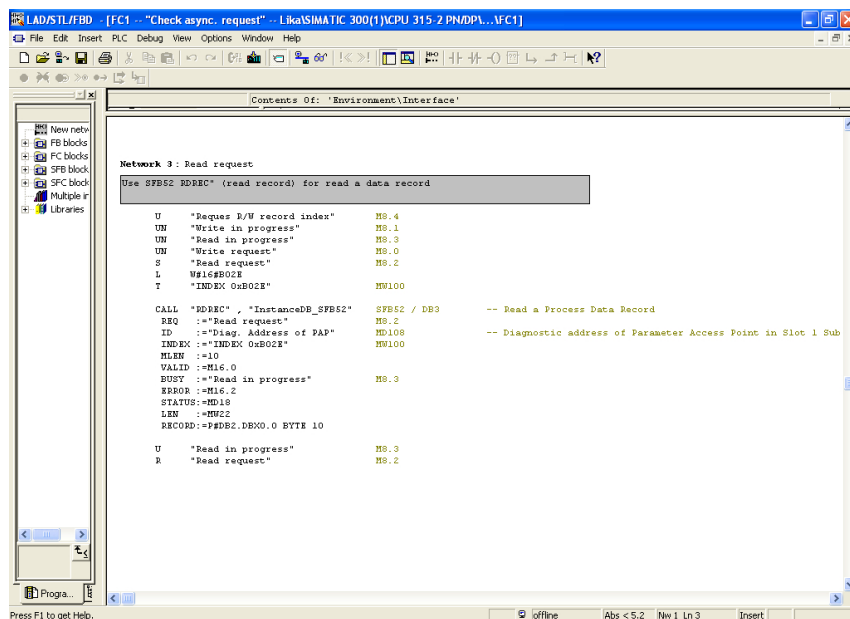 LAD/STL/FBD - [FC1 -- "Check async. request" -- Lika\SIMATIC 300(1)\CPU 315-2 PN/DP\...\FC1]
File Edit Insert PLC Debug View Options Window Help
Contents Of: 'Environment\Interface'
New netw
FB blocks
FC blocks
SFB block
SFC block
Multiple ir
Libraries
Network 3 : Read request
Use SFB52 RDREC" (read record) for read a data record
U "Reques R/W record index" M8.4
UN "Write in progress" M8.1
UN "Read in progress" M8.3
UN "Write request" M8.0
S "Read request" M8.2
L W#16#B02E
T "INDEX 0xB02E" MW100
CALL "RDREC" , "InstanceDB_SFB52" SFB52 / DB3 -- Read a Process Data Record
REQ :="Read request" M8.2
ID :="Diag. Address of PAP" MD108 -- Diagnostic address of Parameter Access Point in Slot 1 Sub
INDEX :="INDEX 0xB02E" MW100
MLEN :=10
VALID :=M16.0
BUSY :="Read in progress" M8.3
ERROR :=M16.2
STATUS:=MD18
LEN :=MW22
RECORD:=P#DB2.DBX0.0 BYTE 10
U "Read in progress" M8.3
R "Read request" M8.2
Progra...
Press F1 to get Help.
offline Abs < 5.2 Nw 1 Ln 3 Insert